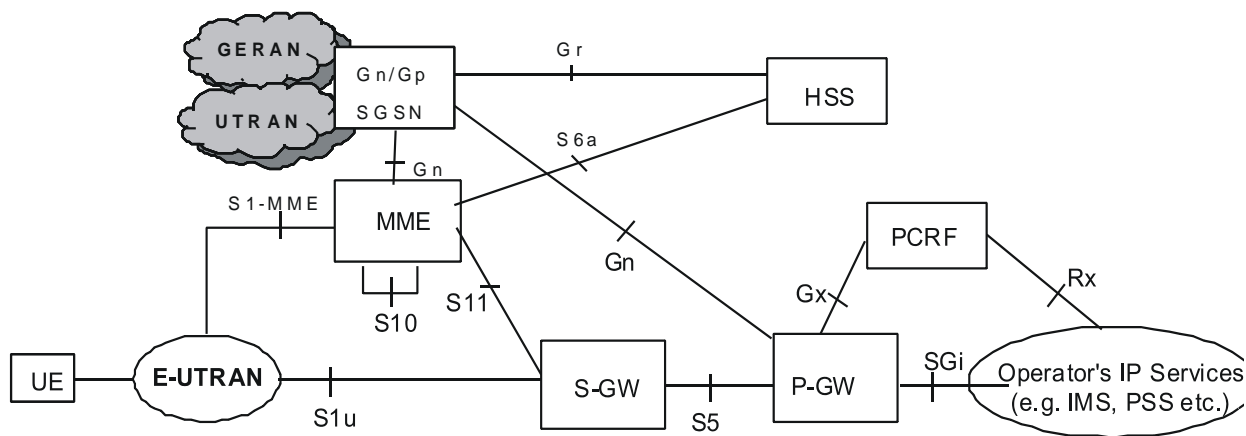 GERAN
Gn/Gp
SGSN
UTRAN
Gr
HSS
S6a
Gn
S1-MME
MME
S10
S11
Gn
PCRF
Gx
Rx
UE
E-UTRAN
S1u
S-GW
S5
P-GW
SGi
Operator's IP Services
(e.g. IMS, PSS etc.)